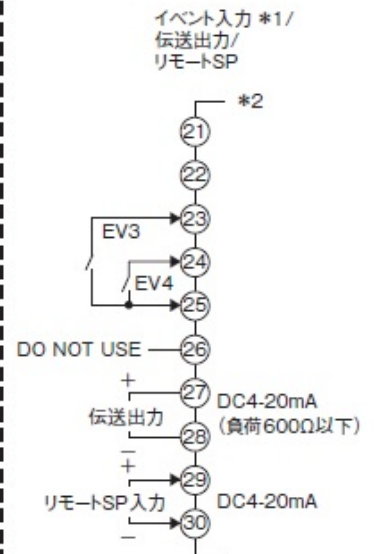 イベント入力 *1/
伝送出力/
リモートSP
*2
21
22
23
EV3
24
EV4
25
DO NOT USE
26
+
27
DC4-20mA
伝送出力
(負荷600Ω以下)
28
−
+
29
リモートSP入力
DC4-20mA
30
−